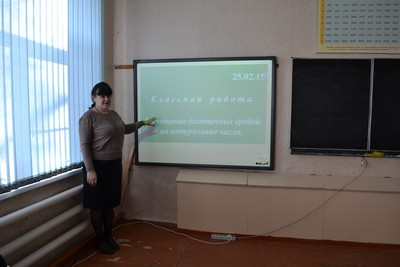 25.02.15
Классная работа
десятичных дробей
на натуральные числа.